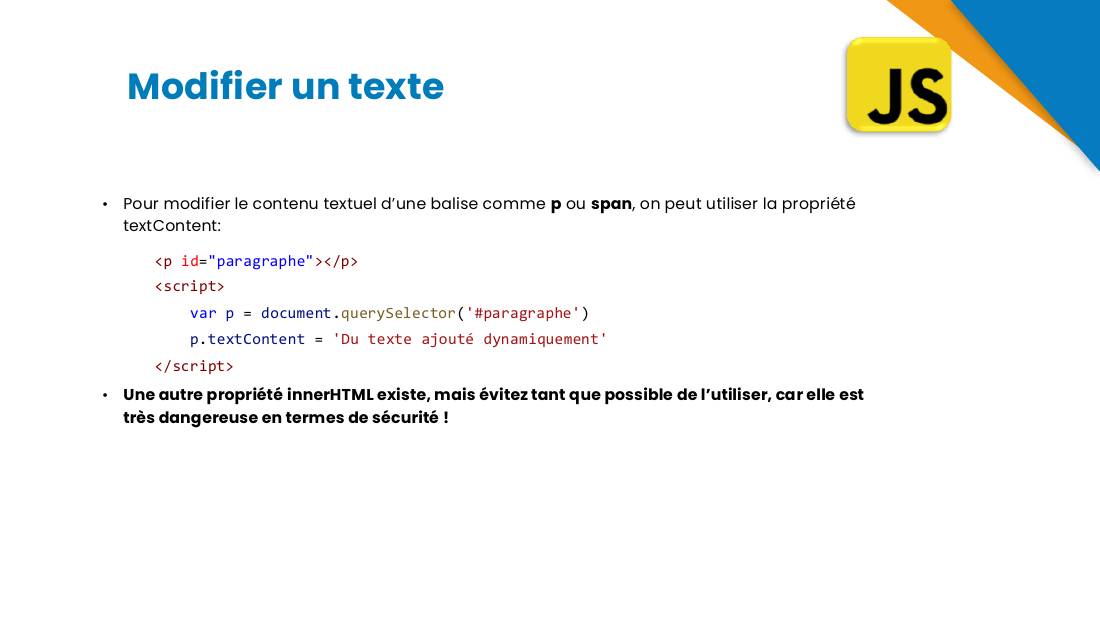 Modifier un texte
JS
• Pour modifier le contenu textuel d’une balise comme p ou span, on peut utiliser la propriété
textContent:
<p id="paragraphe"></p>
<script>
var p = document.querySelector('#paragraphe')
p.textContent = 'Du texte ajouté dynamiquement'
</script>
• Une autre propriété innerHTML existe, mais évitez tant que possible de l’utiliser, car elle est
très dangereuse en termes de sécurité !